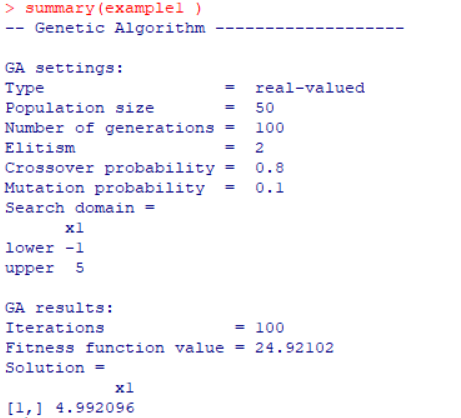 > summary(example1 )
-- Genetic Algorithm -------------------
GA settings:
Type                  =  real-valued
Population size       =  50
Number of generations =  100
Elitism               =  2
Crossover probability =  0.8
Mutation probability  =  0.1
Search domain =
      x1
lower -1
upper  5
GA results:
Iterations             = 100
Fitness function value = 24.92102
Solution =
           x1
[1,] 4.992096